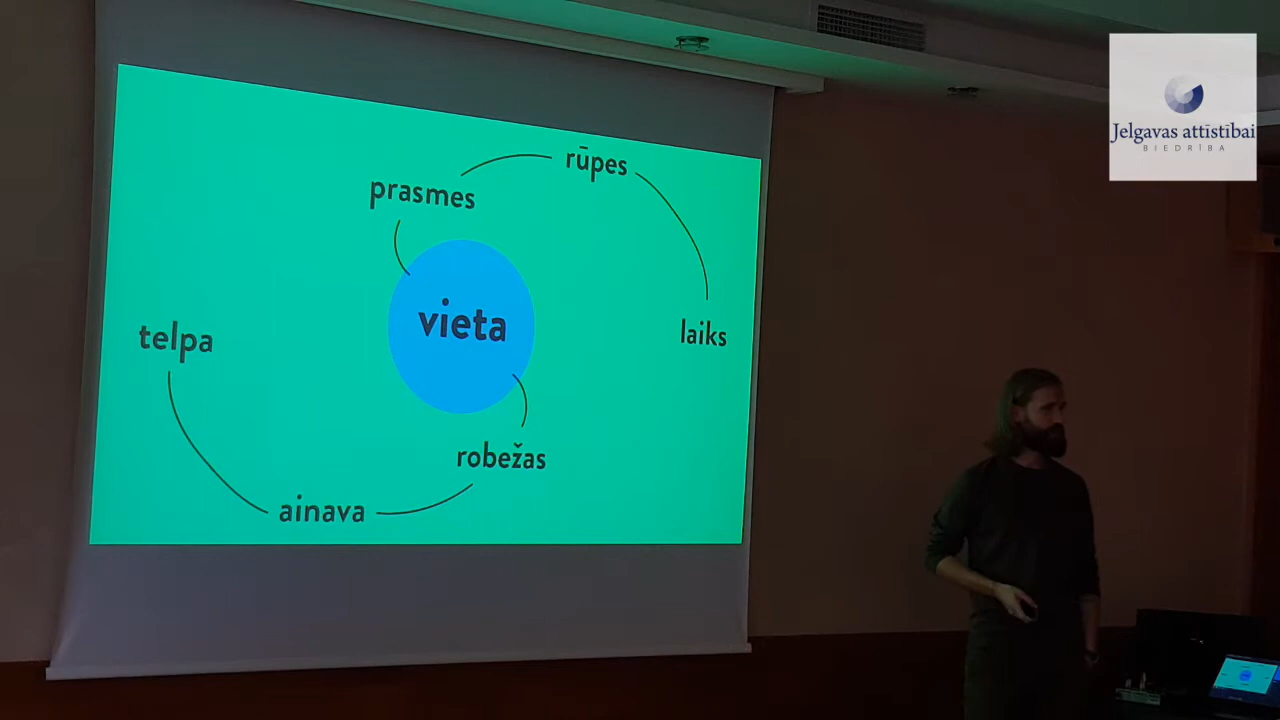 rūpes
prasmes
vieta
telpa
laiks
robežas
ainava
Jelgavas attīstībai
BIEDRĪBA